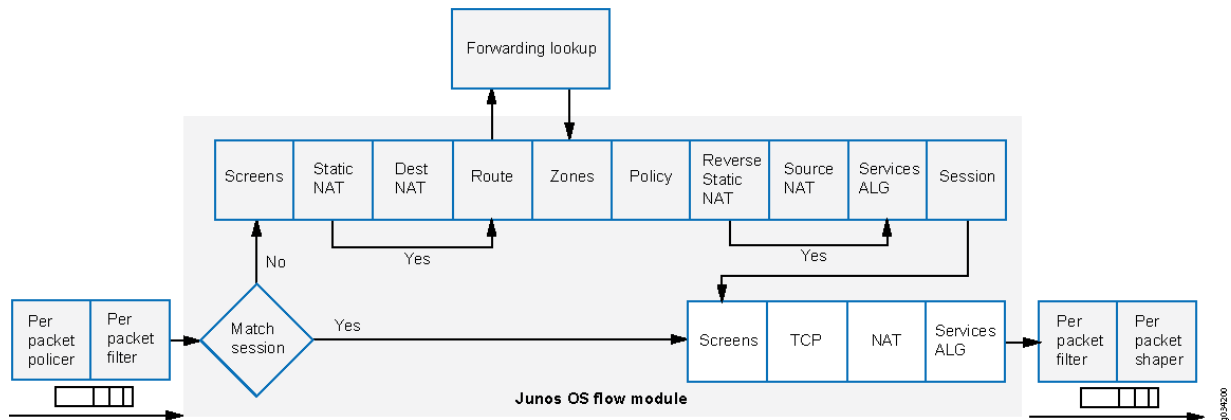 Forwarding lookup
Screens
Static
NAT
Dest
NAT
Route
Zones
Policy
Reverse
Static
NAT
Source
NAT
Services
ALG
Session
No
Yes
Yes
Per
packet
policer
Per
packet
filter
Match
session
Yes
Screens
TCP
NAT
Services
ALG
Per
packet
filter
Per
packet
shaper
Junos OS flow module
g034200